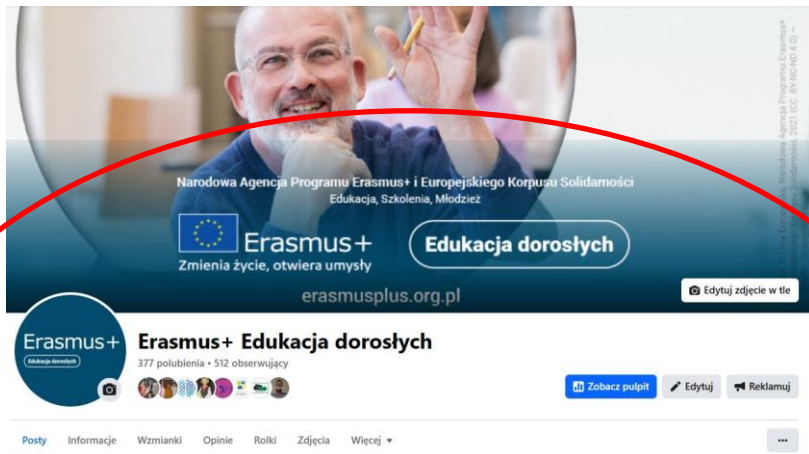 Narodowa Agencja Programu Erasmus+ i Europejskiego Korpusu Solidarności
Edukacja, Szkolenia, Młodzież
Erasmus+
Zmienia życie, otwiera umysły
Edukacja dorosłych
erasmusplus.org.pl
Edytuj zdjęcie w tle
Erasmus+
Edukacja dorosłych
Erasmus+ Edukacja dorosłych
377 polubienia • 512 obserwujący
Zobacz pulpit
Edytuj
Reklamuj
Posty Informacje Wzmianki Opinie Rolki Zdjęcia Więcej